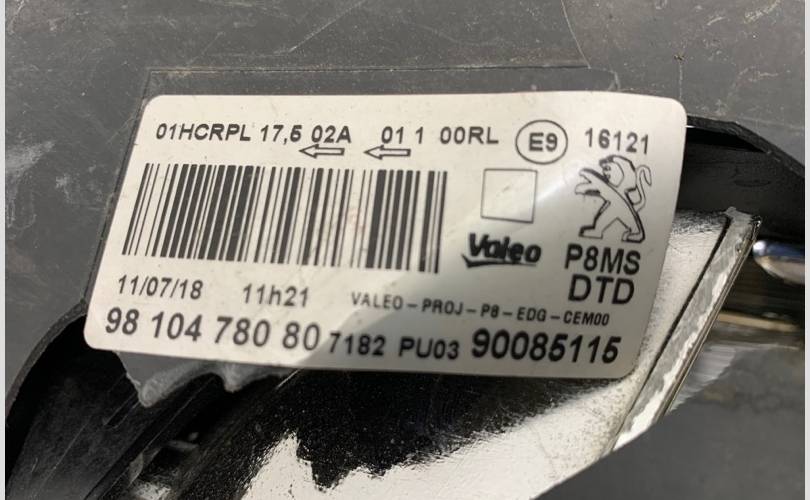 01HCRPL 17,5 02A 01 1 00RL E9 16121
Valeo P8MS
DTD
11/07/18 11h21 VALEO-PROJ-P8-EDG-CEM00
98 104 780 80 7182 PU03 90085115